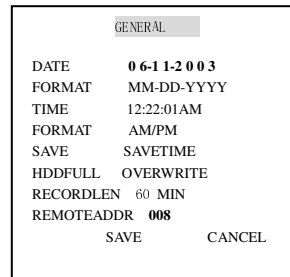 GENERAL
DATE 0 6-1 1-2 0 0 3
FORMAT MM-DD-YYYY
TIME 12:22:01AM
FORMAT AM/PM
SAVE SAVETIME
HDDFULL OVERWRITE
RECORDLEN 60 MIN
REMOTEADDR 008
SAVE CANCEL